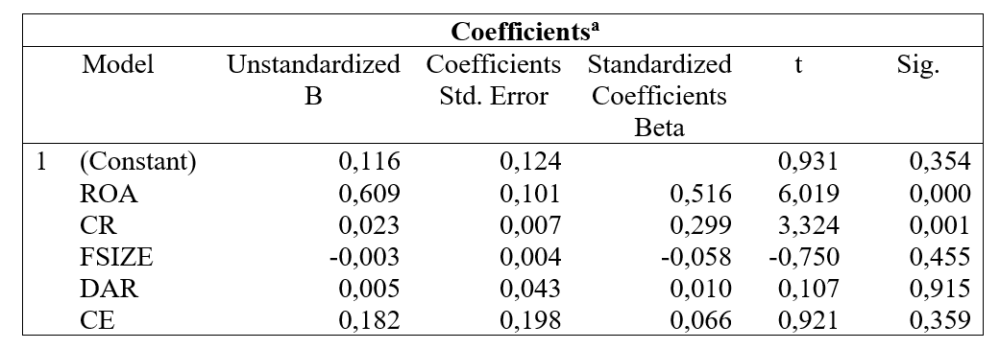 Coefficientsª
Model Unstandardized Coefficients Standardized t Sig.
B Std. Error Coefficients
Beta
1 (Constant) 0,116 0,124 0,931 0,354
ROA 0,609 0,101 0,516 6,019 0,000
CR 0,023 0,007 0,299 3,324 0,001
FSIZE -0,003 0,004 -0,058 -0,750 0,455
DAR 0,005 0,043 0,010 0,107 0,915
CE 0,182 0,198 0,066 0,921 0,359